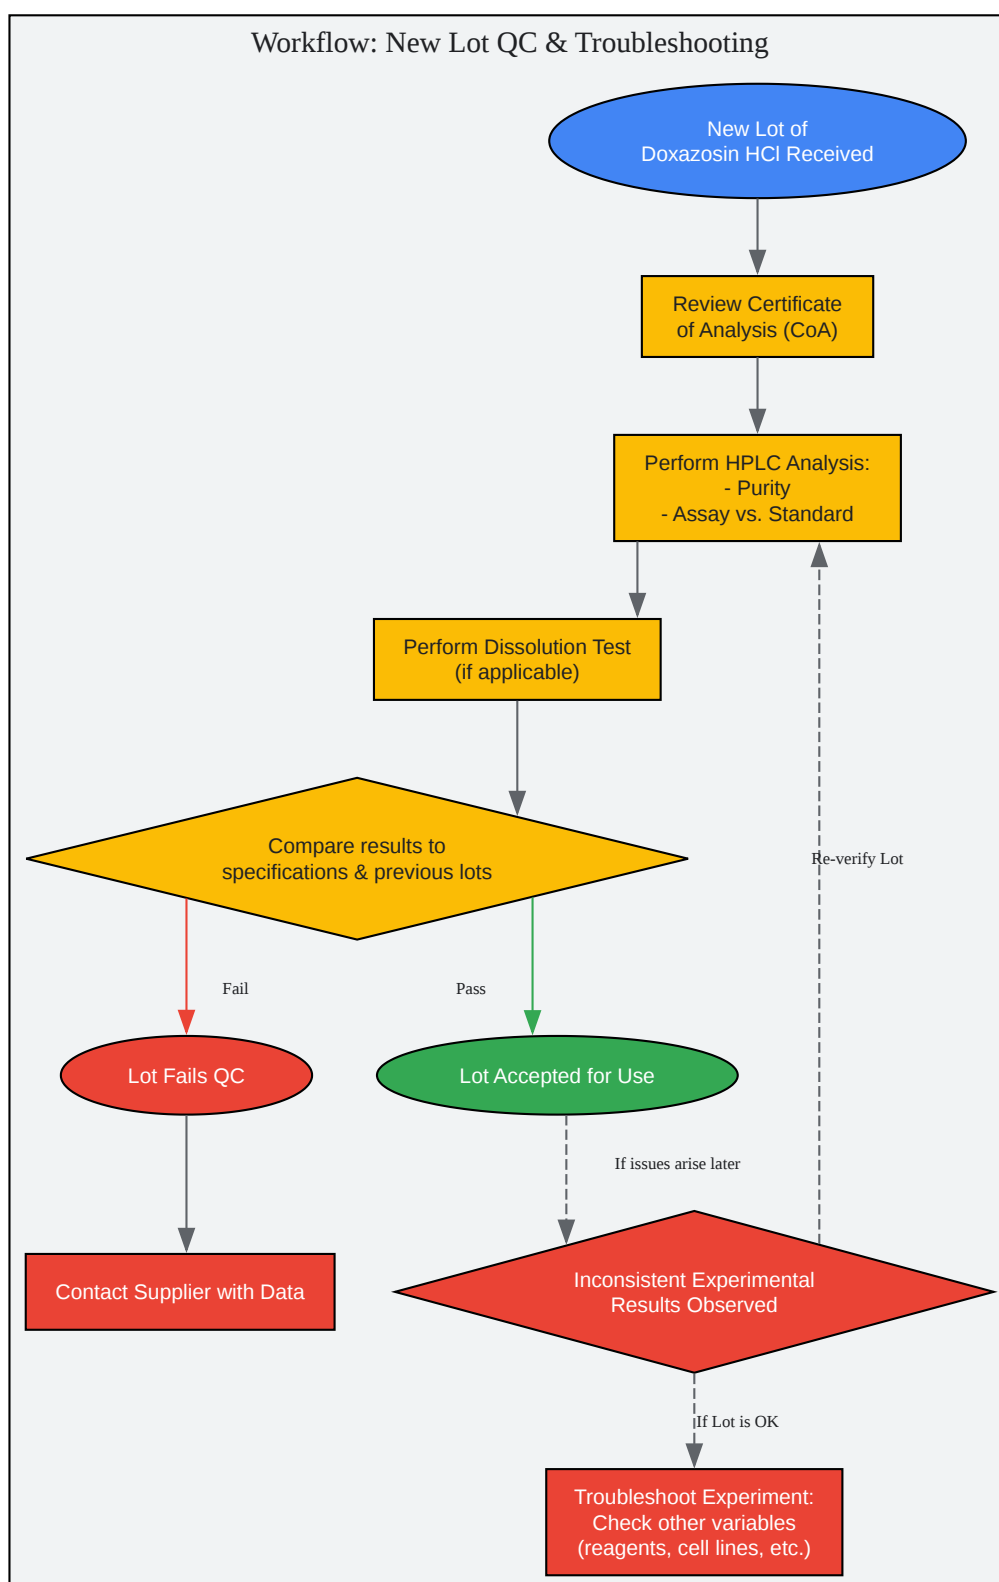 Workflow: New Lot QC & Troubleshooting
New Lot of
Doxazosin HCl Received
Review Certificate
of Analysis (CoA)
Perform HPLC Analysis:
- Purity
- Assay vs. Standard
Perform Dissolution Test
(if applicable)
Compare results to
specifications & previous lots
Re-verify Lot
Fail
Pass
Lot Fails QC
Lot Accepted for Use
If issues arise later
Contact Supplier with Data
Inconsistent Experimental
Results Observed
If Lot is OK
Troubleshoot Experiment:
Check other variables
(reagents, cell lines, etc.)